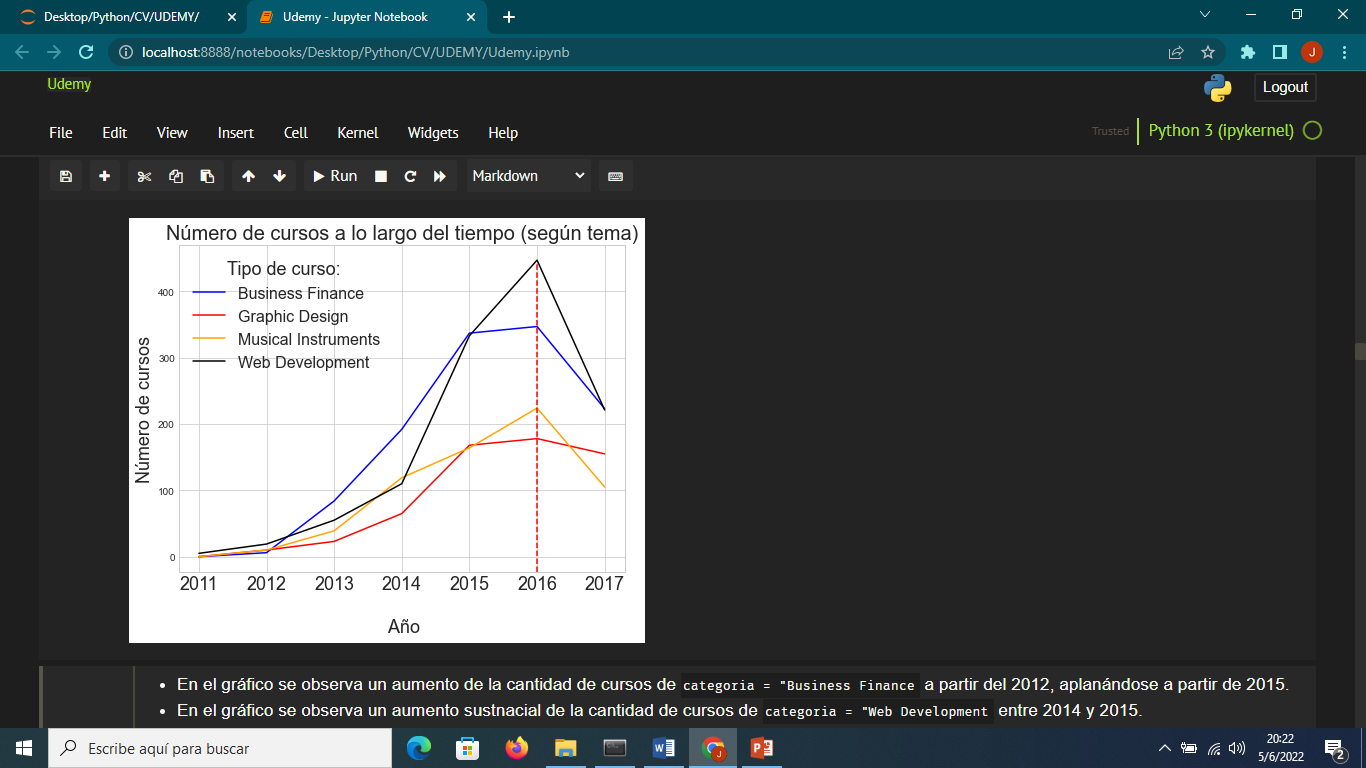 Desktop/Python/CV/UDEMY/
Udemy - Jupyter Notebook
localhost:8888/notebooks/Desktop/Python/CV/UDEMY/Udemy.ipynb
J
Udemy
Logout
File Edit View Insert Cell Kernel Widgets Help
Trusted
Python 3 (ipykernel)
Run
Markdown
Número de cursos a lo largo del tiempo (según tema)
Tipo de curso:
Business Finance
Graphic Design
Musical Instruments
Web Development
Número de cursos
400
300
200
100
0
2011 2012 2013 2014 2015 2016 2017
Año
En el gráfico se observa un aumento de la cantidad de cursos de categoria = "Business Finance a partir del 2012, aplanándose a partir de 2015.
En el gráfico se observa un aumento sustnacial de la cantidad de cursos de categoria = "Web Development entre 2014 y 2015.
Escribe aquí para buscar
20:22
5/6/2022
2